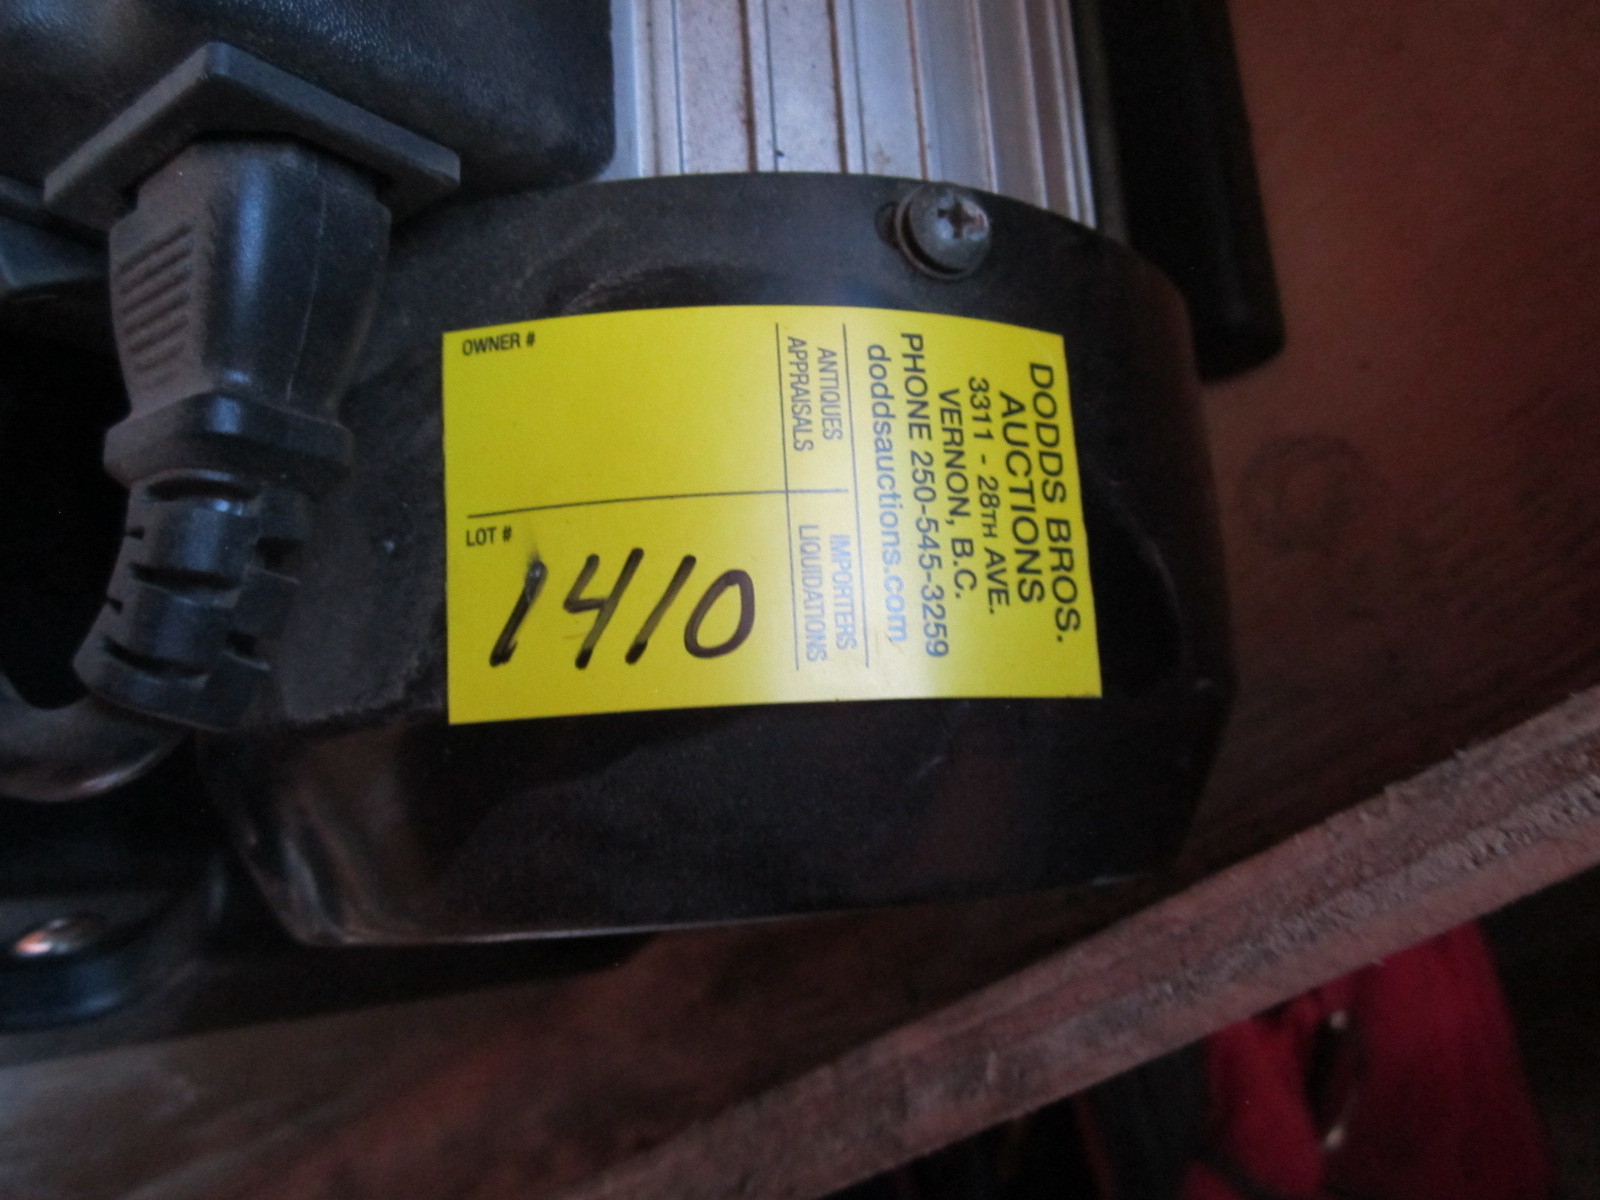 DODDS BROS.
AUCTIONS
3311 - 28TH AVE.
VERNON, B.C.
PHONE 250-545-3259
doddsauctions.com
ANTIQUES IMPORTERS
APPRAISALS LIQUIDATIONS
OWNER #
LOT #
1410